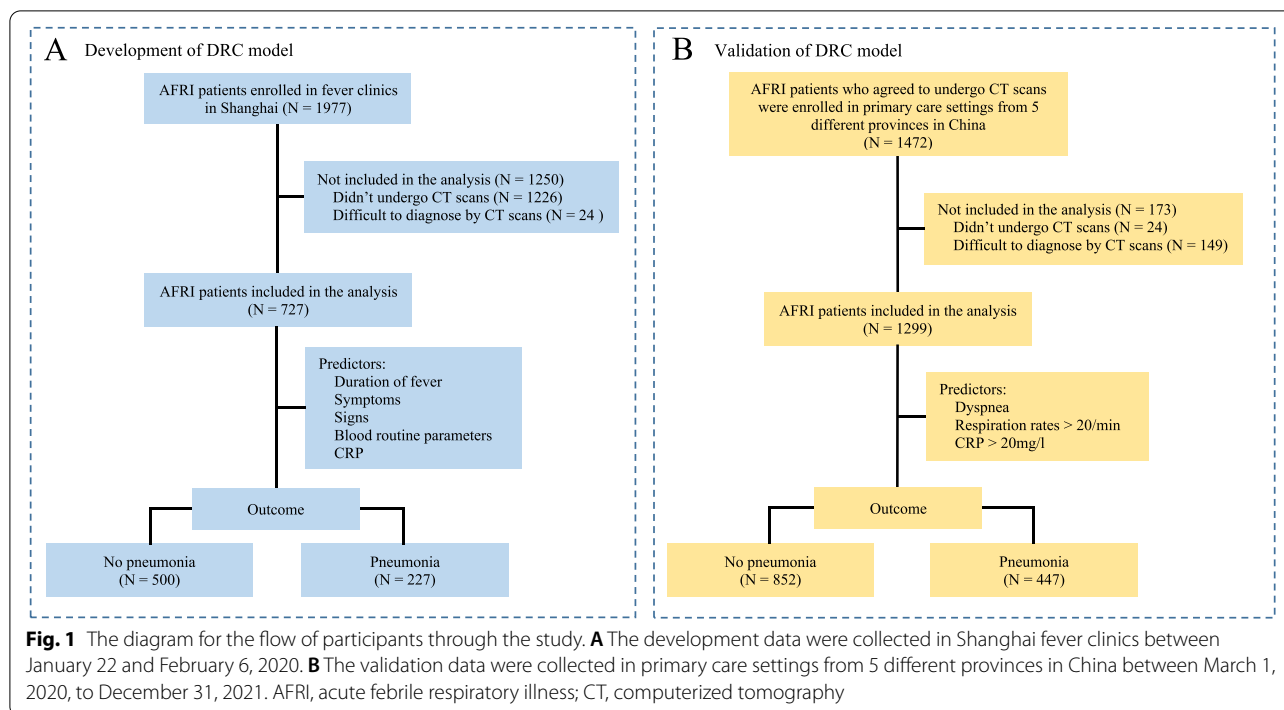 A Development of DRC model
AFRI patients enrolled in fever clinics
in Shanghai (N = 1977)
Not included in the analysis (N = 1250)
Didn't undergo CT scans (N = 1226)
Difficult to diagnose by CT scans (N = 24 )
AFRI patients included in the analysis
(N = 727)
Predictors:
Duration of fever
Symptoms
Signs
Blood routine parameters
CRP
Outcome
No pneumonia
(N = 500)
Pneumonia
(N = 227)
B Validation of DRC model
AFRI patients who agreed to undergo CT scans
were enrolled in primary care settings from 5
different provinces in China
(N = 1472)
Not included in the analysis (N = 173)
Didn't undergo CT scans (N = 24)
Difficult to diagnose by CT scans (N = 149)
AFRI patients included in the analysis
(N = 1299)
Predictors:
Dyspnea
Respiration rates > 20/min
CRP > 20mg/l
Outcome
No pneumonia
(N = 852)
Pneumonia
(N = 447)
Fig. 1 The diagram for the flow of participants through the study. A The development data were collected in Shanghai fever clinics between
January 22 and February 6, 2020. B The validation data were collected in primary care settings from 5 different provinces in China between March 1,
2020, to December 31, 2021. AFRI, acute febrile respiratory illness; CT, computerized tomography